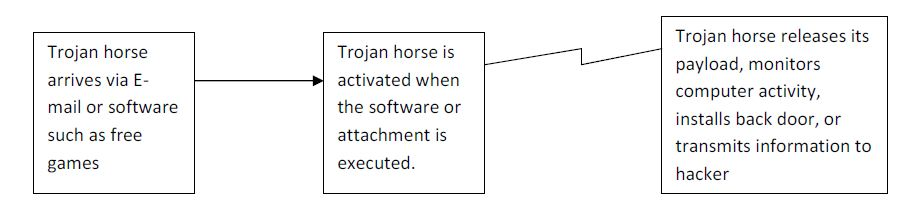 Trojan horse
arrives via E-
mail or software
such as free
games
Trojan horse is
activated when
the software or
attachment is
executed.
Trojan horse releases its
payload, monitors
computer activity,
installs back door, or
transmits information to
hacker